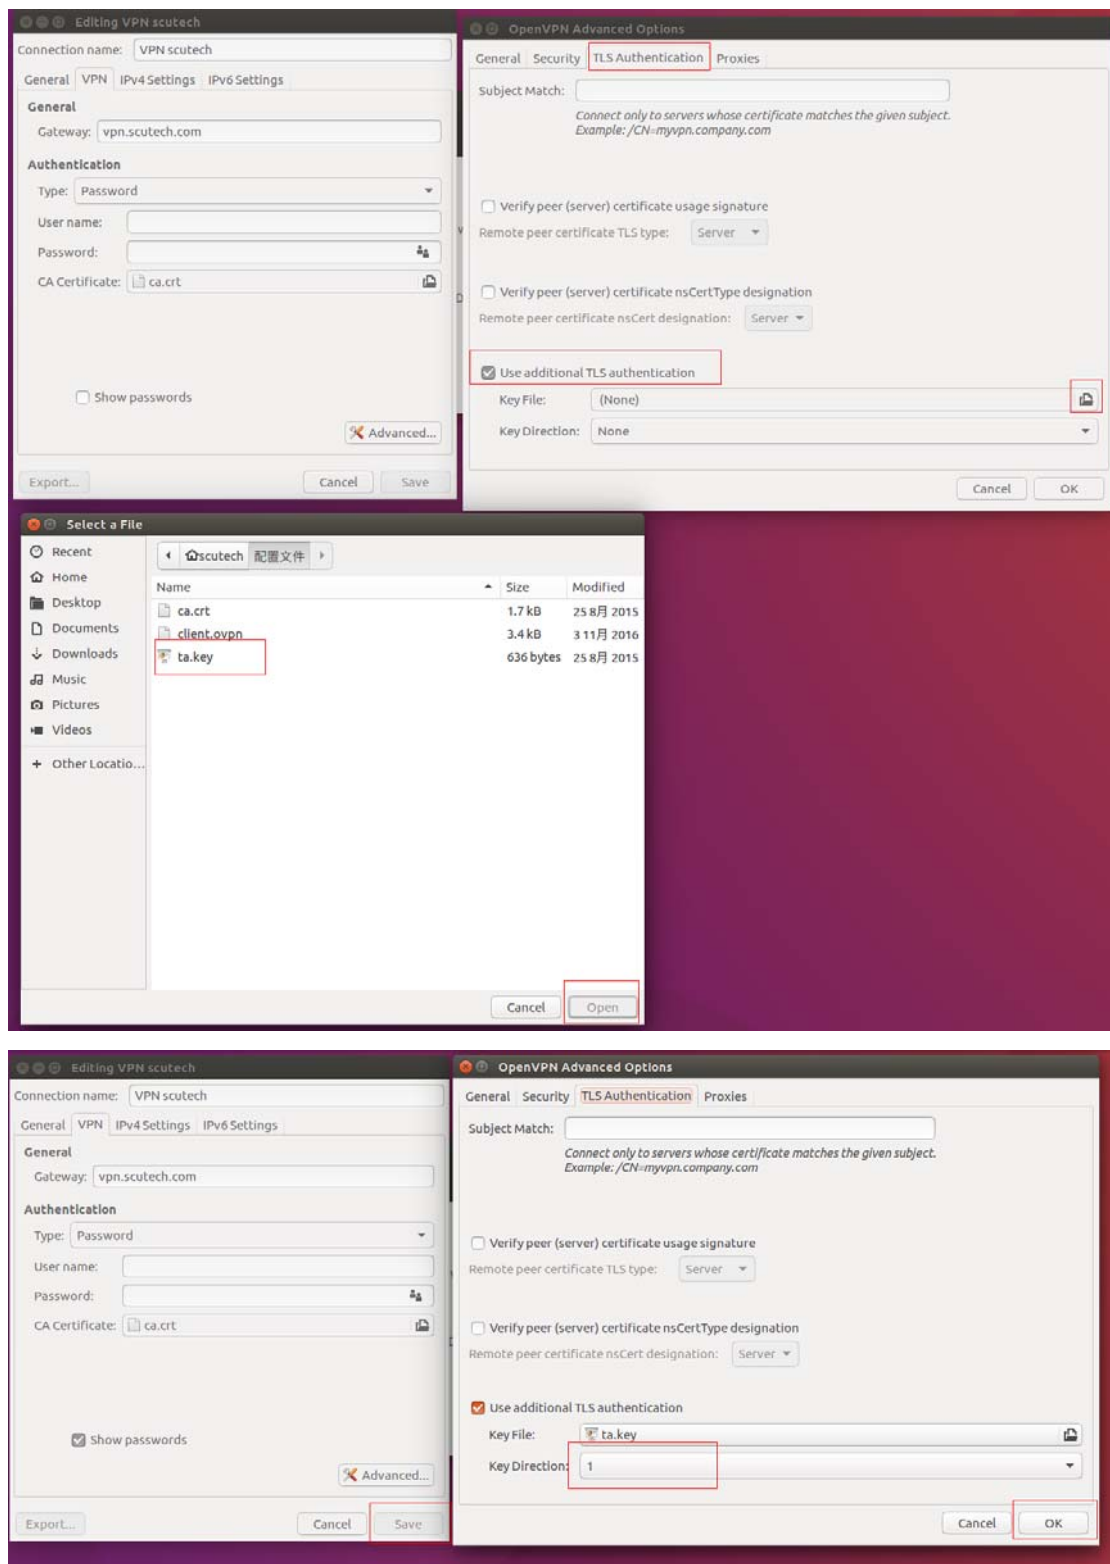 Editing VPN scutech
Connection name: VPN scutech
General VPN IPv4 Settings IPv6 Settings
General
Gateway: vpn.scutech.com
Authentication
Type: Password
User name:
Password:
CA Certificate: ca.crt
Show passwords
Advanced...
Export... Cancel Save
OpenVPN Advanced Options
General Security TLS Authentication Proxies
Subject Match:
Connect only to servers whose certificate matches the given subject.
Example: /CN=myvpn.company.com
Verify peer (server) certificate usage signature
Remote peer certificate TLS type: Server
Verify peer (server) certificate nsCertType designation
Remote peer certificate nsCert designation: Server
Use additional TLS authentication
Key File: (None)
Key Direction: None
Cancel OK
Select a File
Recent
Home
Desktop
Documents
Downloads
Music
Pictures
Videos
+ Other Locatio...
scutech 配置文件
Name Size Modified
ca.crt 1.7 kB 25 8月 2015
client.ovpn 3.4 kB 3 11月 2016
ta.key 636 bytes 25 8月 2015
Cancel Open
Editing VPN scutech
Connection name: VPN scutech
General VPN IPv4 Settings IPv6 Settings
General
Gateway: vpn.scutech.com
Authentication
Type: Password
User name:
Password:
CA Certificate: ca.crt
Show passwords
Advanced...
Export... Cancel Save
OpenVPN Advanced Options
General Security TLS Authentication Proxies
Subject Match:
Connect only to servers whose certificate matches the given subject.
Example: /CN=myvpn.company.com
Verify peer (server) certificate usage signature
Remote peer certificate TLS type: Server
Verify peer (server) certificate nsCertType designation
Remote peer certificate nsCert designation: Server
Use additional TLS authentication
Key File: ta.key
Key Direction: 1
Cancel OK